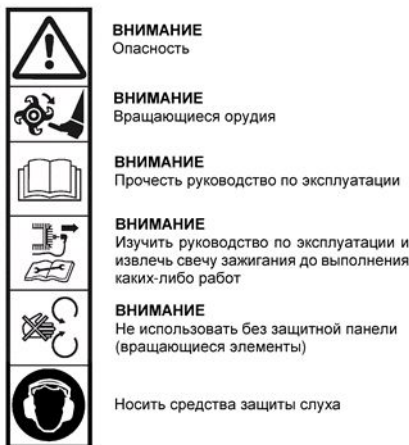 ВНИМАНИЕ
Опасность
ВНИМАНИЕ
Вращающиеся орудия
ВНИМАНИЕ
Прочесть руководство по эксплуатации
ВНИМАНИЕ
Изучить руководство по эксплуатации и
извлечь свечу зажигания до выполнения
каких-либо работ
ВНИМАНИЕ
Не использовать без защитной панели
(вращающиеся элементы)
Носить средства защиты слуха